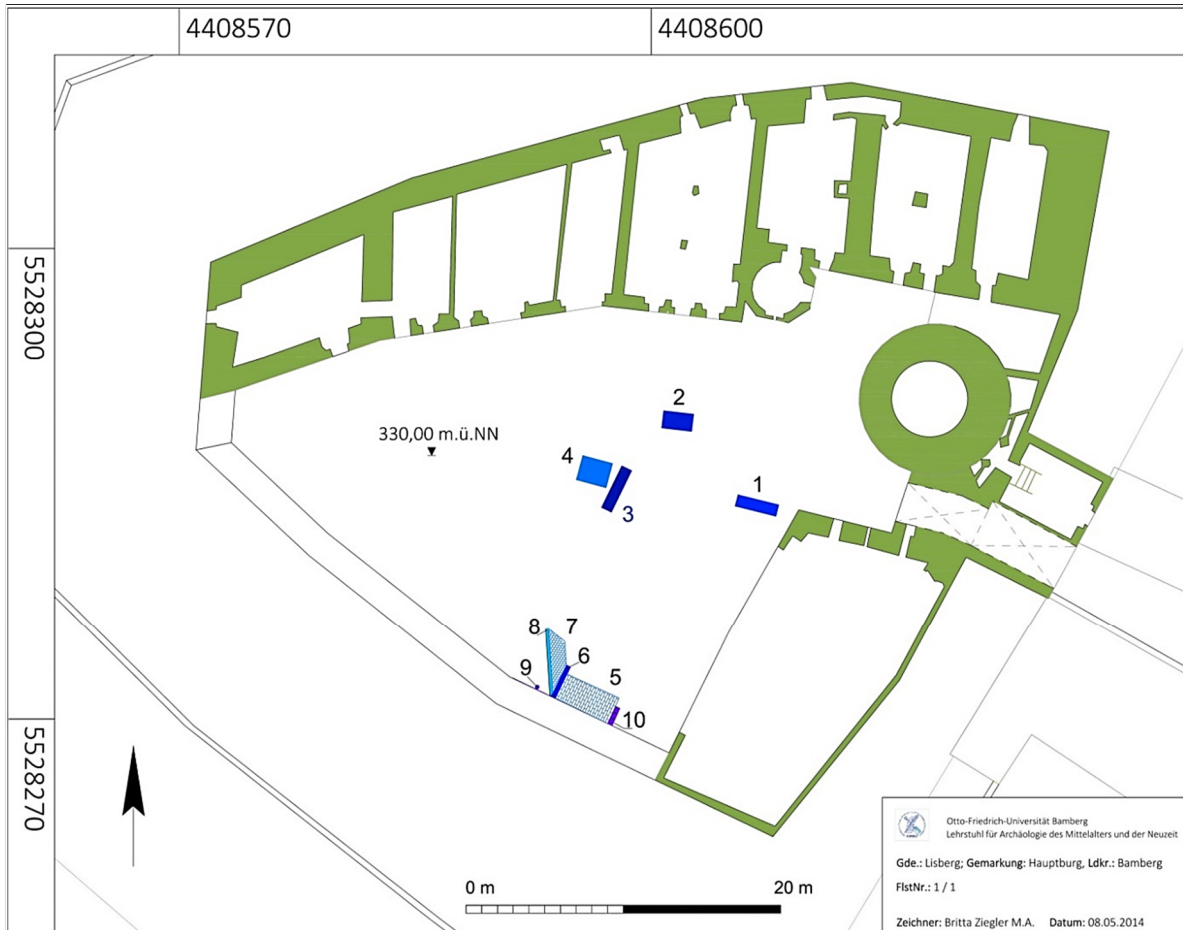 4408570
4408600
5528300
2
330,00 m.ü.NN
4
1
3
8
7
6
9
5
10
5528270
0 m
20 m
Otto-Friedrich-Universität Bamberg
Lehrstuhl für Archäologie des Mittelalters und der Neuzeit
Gde.: Lisberg; Gemarkung: Hauptburg, Ldkr.: Bamberg
FlstNr.: 1 / 1
Zeichner: Britta Ziegler M.A. Datum: 08.05.2014